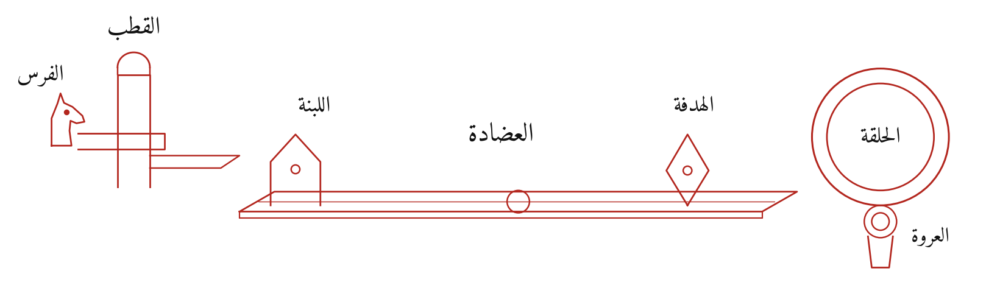 القطب
الفرس
اللبنة
الهدفة
العضادة
الحلقة
العروة